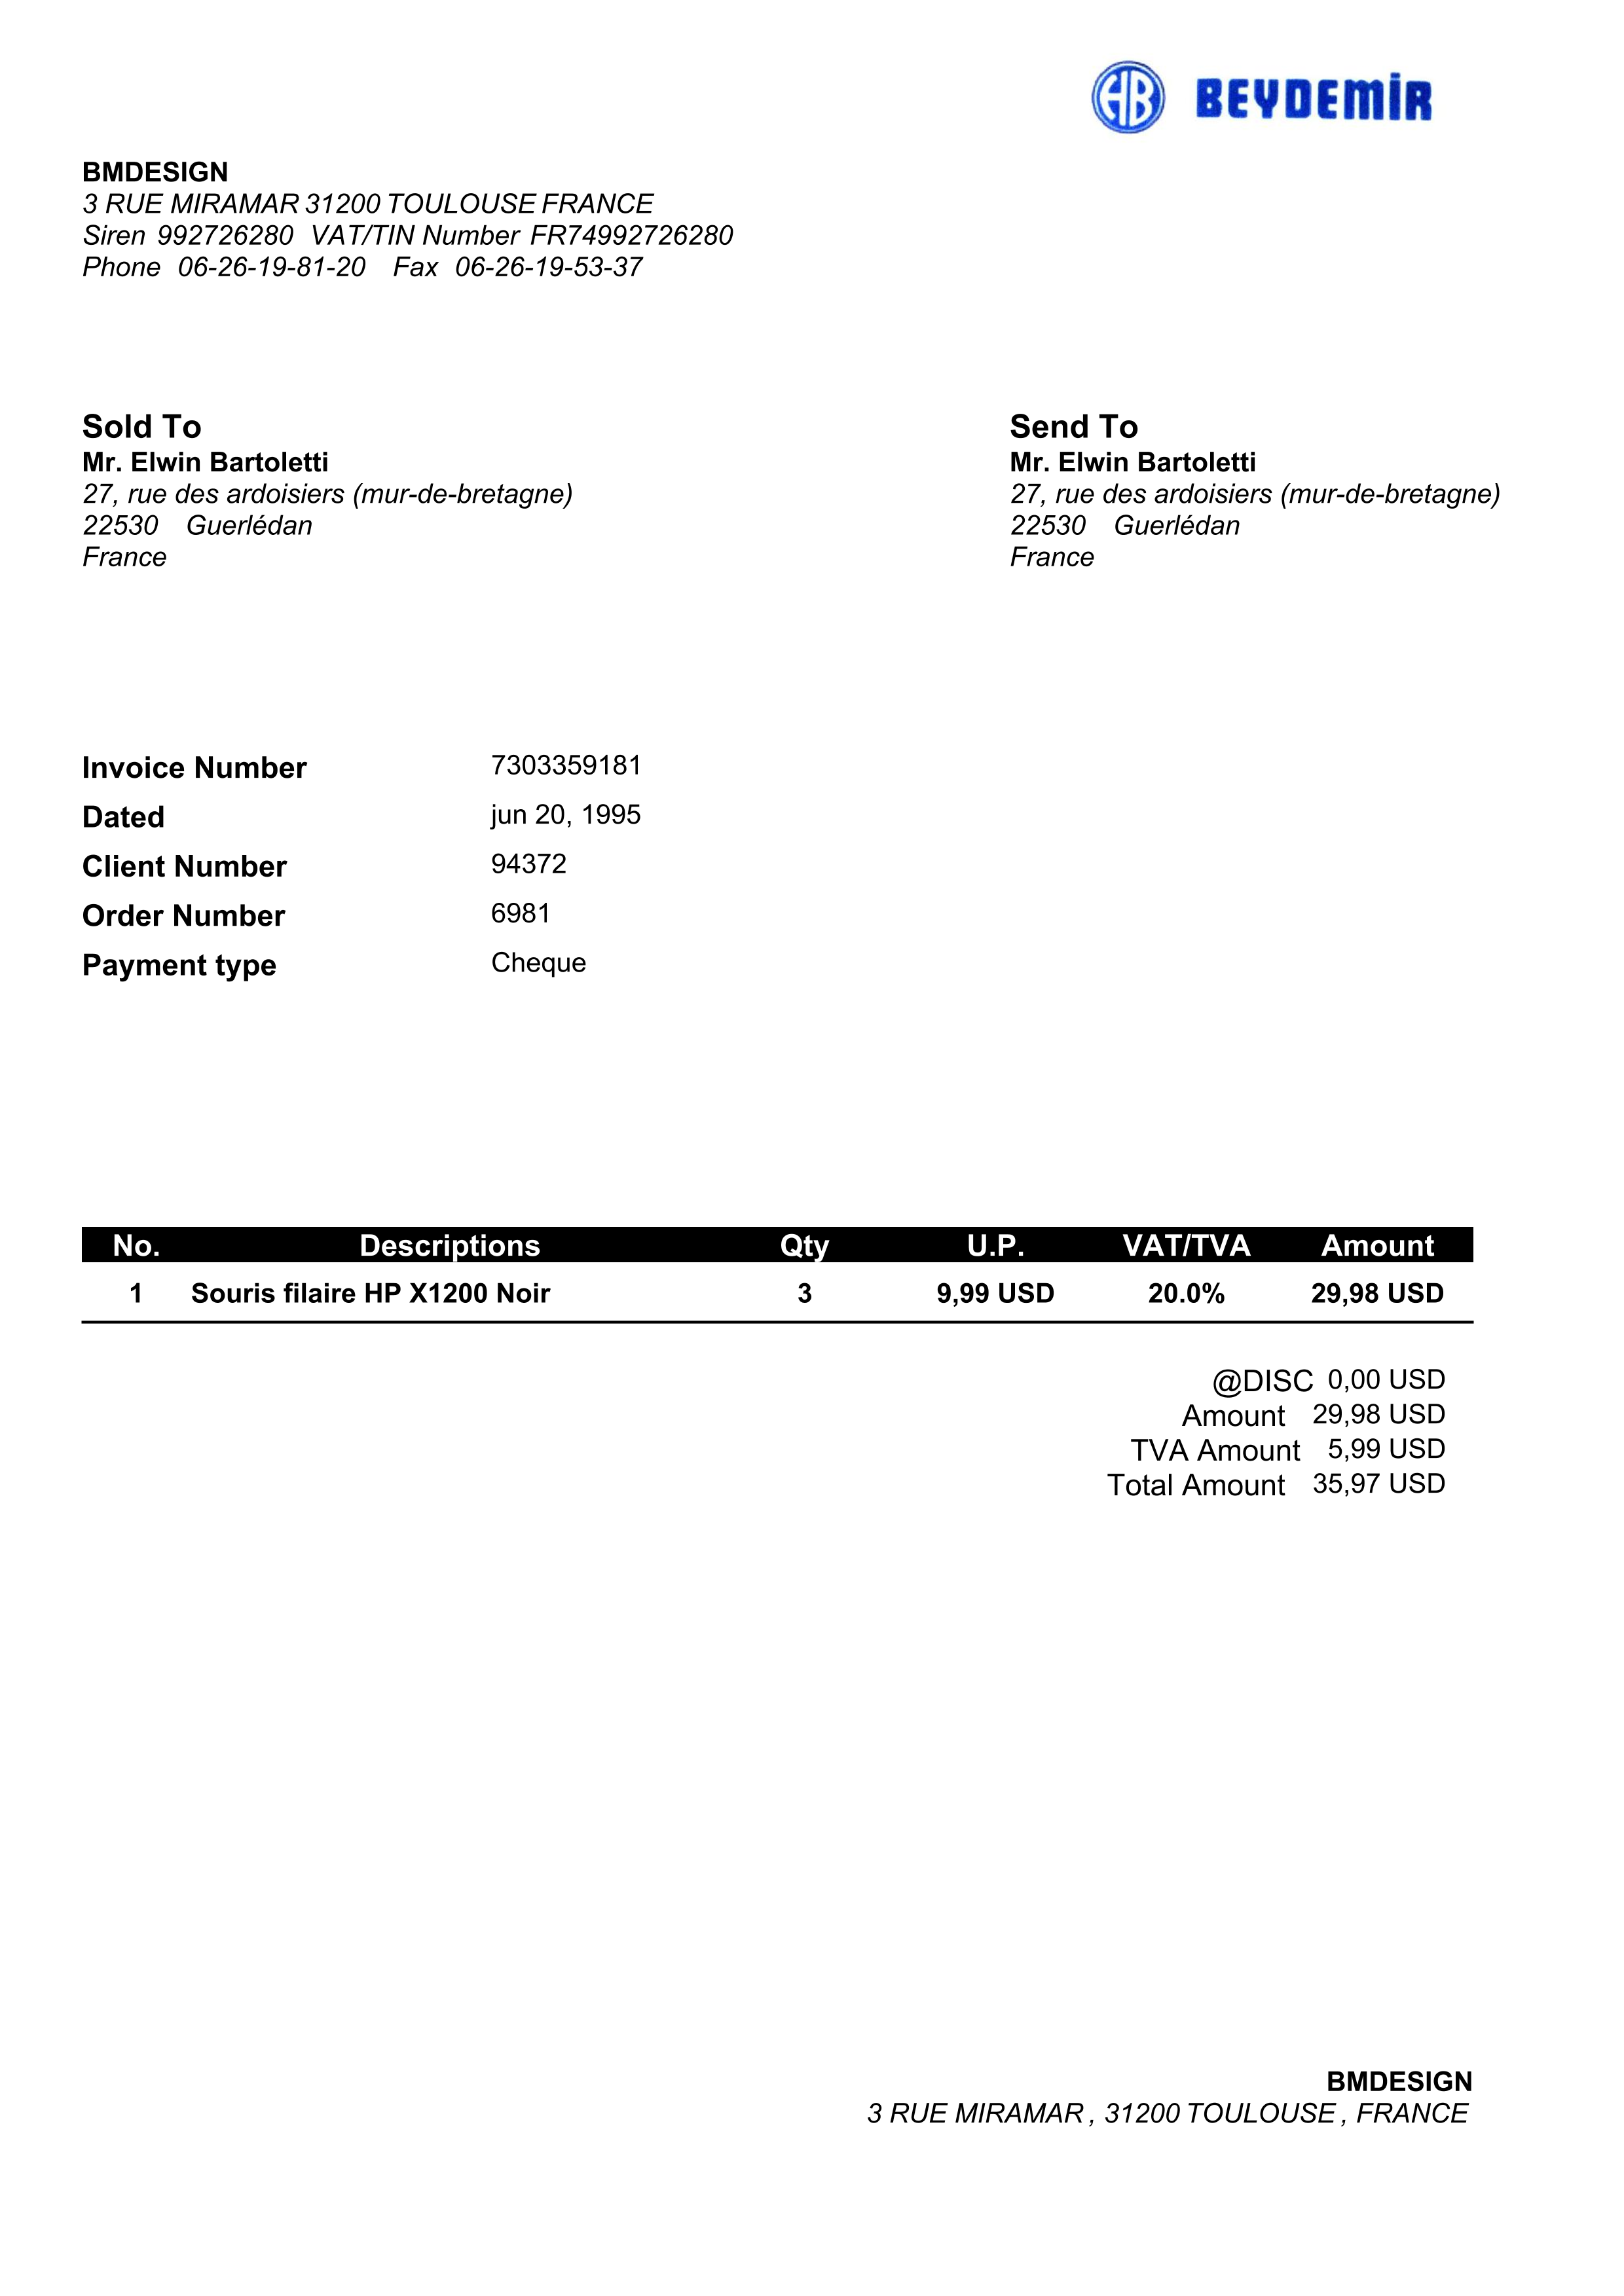 HB BEYDEMİR
BMDESIGN
3 RUE MIRAMAR 31200 TOULOUSE FRANCE
Siren 992726280 VAT/TIN Number FR74992726280
Phone 06-26-19-81-20 Fax 06-26-19-53-37
Sold To
Mr. Elwin Bartoletti
27, rue des ardoisiers (mur-de-bretagne)
22530 Guerlédan
France
Send To
Mr. Elwin Bartoletti
27, rue des ardoisiers (mur-de-bretagne)
22530 Guerlédan
France
Invoice Number 7303359181
Dated jun 20, 1995
Client Number 94372
Order Number 6981
Payment type Cheque
No. Descriptions Qty U.P. VAT/TVA Amount
1 Souris filaire HP X1200 Noir 3 9,99 USD 20.0% 29,98 USD
@DISC 0,00 USD
Amount 29,98 USD
TVA Amount 5,99 USD
Total Amount 35,97 USD
BMDESIGN
3 RUE MIRAMAR , 31200 TOULOUSE , FRANCE